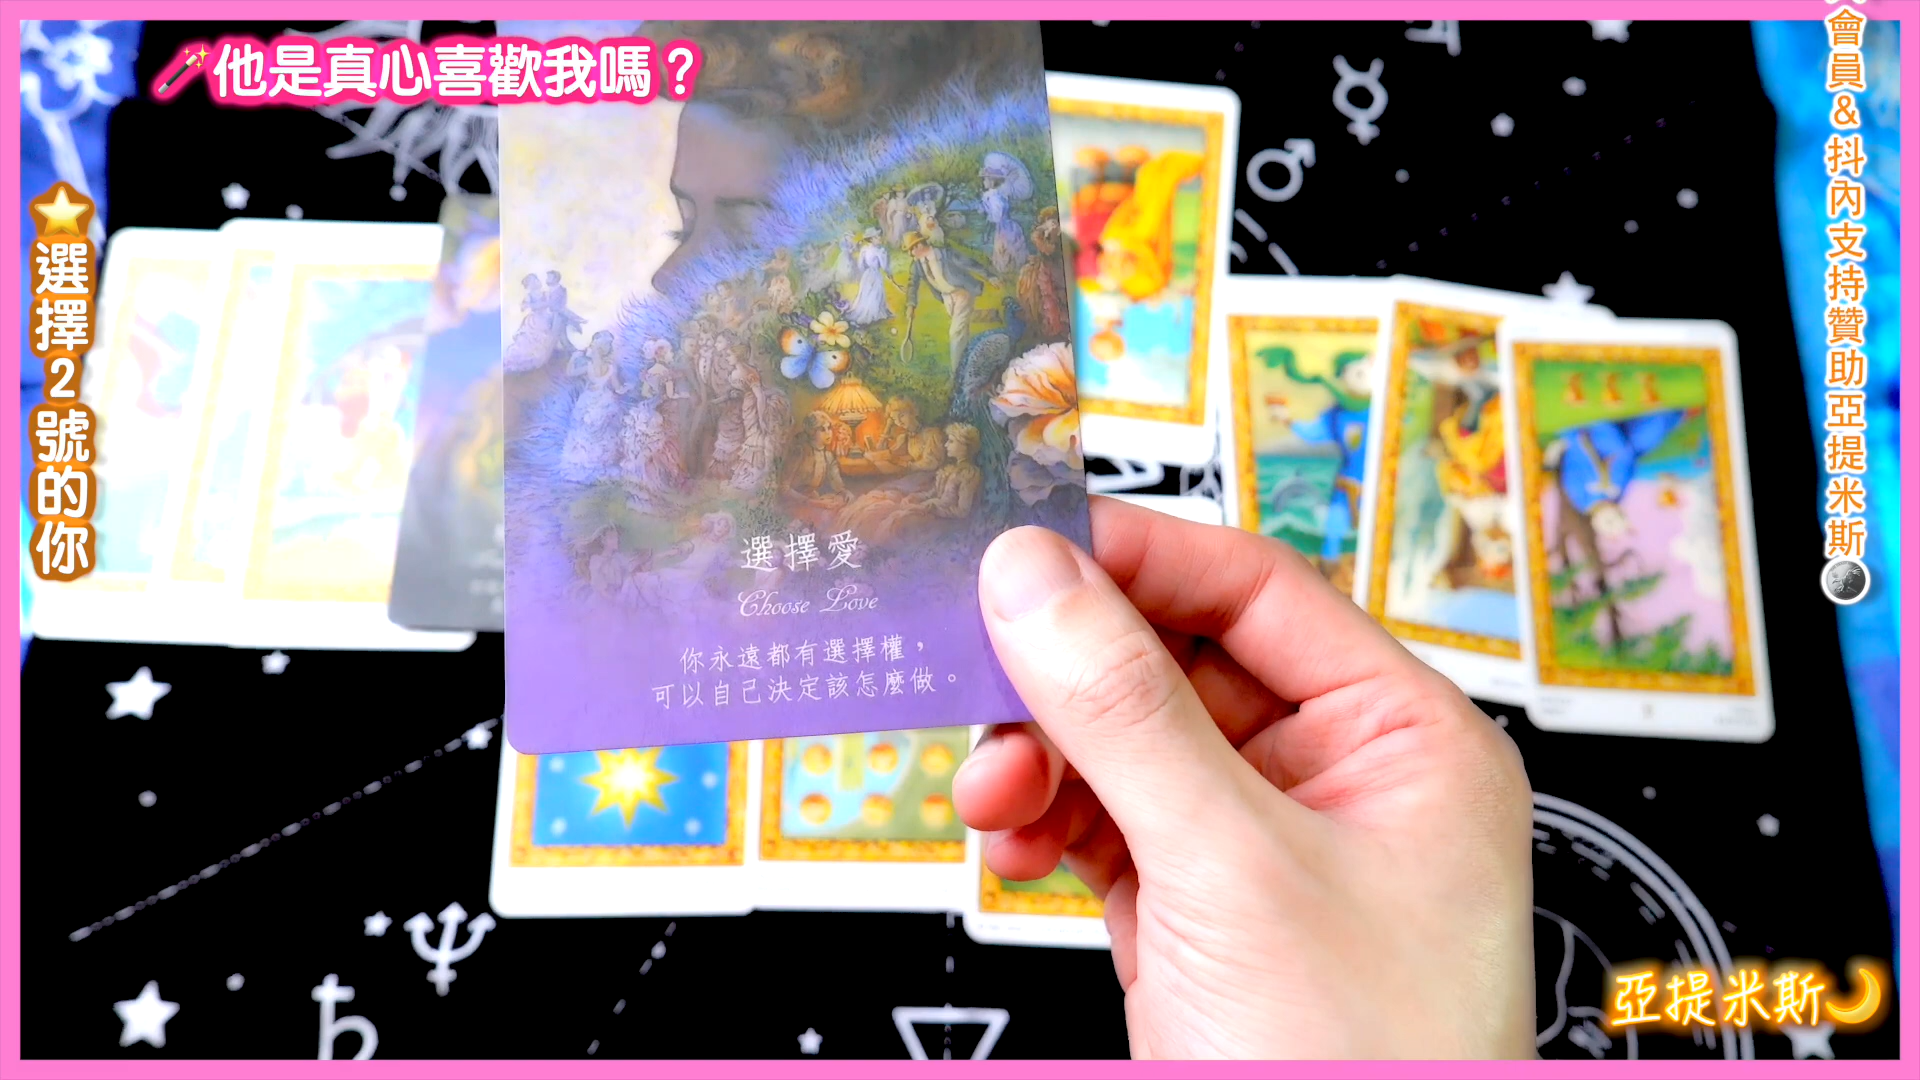 他是真心喜歡我嗎？
選擇2號的你
會員&抖內支持贊助亞提米斯
選擇愛
Choose Love
你永遠都有選擇權，
可以自己決定該怎麼做。
亞提米斯